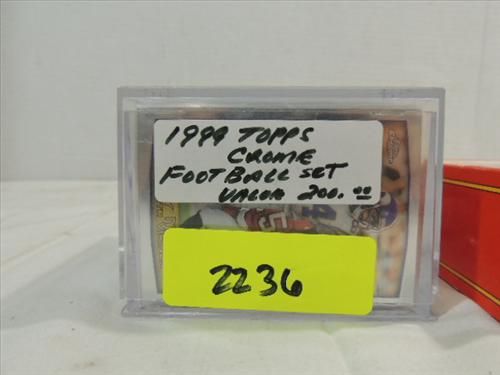 1999 TOPPS
CROME
FOOTBALL SET
VALUE 200.00
2236